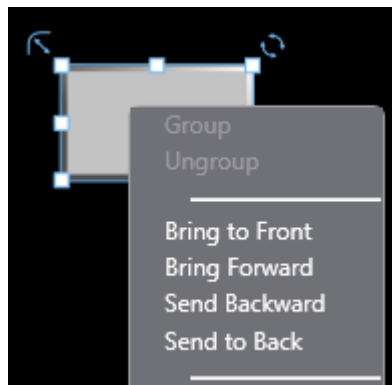 Group
Ungroup
Bring to Front
Bring Forward
Send Backward
Send to Back